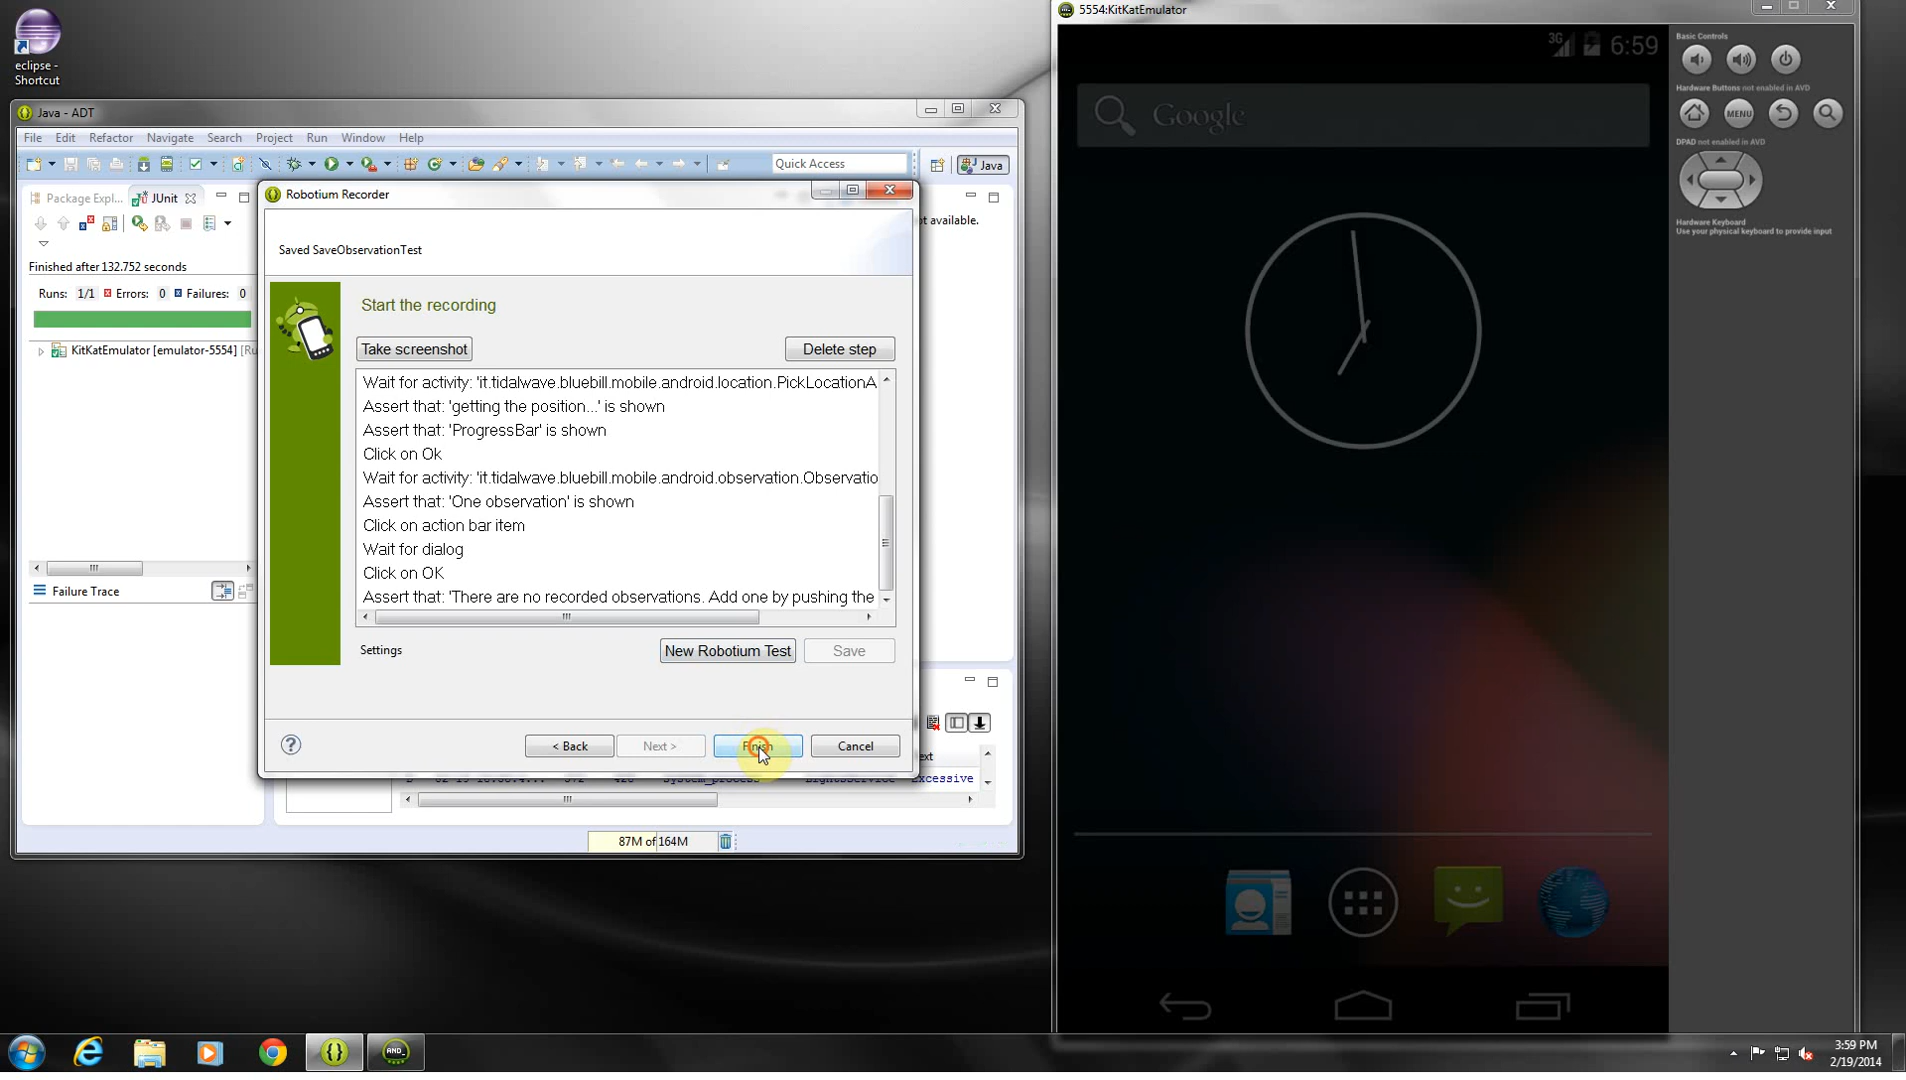 eclipse -
Shortcut
Java - ADT
File Edit Refactor Navigate Search Project Run Window Help
Quick Access
Java
Package Expl...
JUnit
Finished after 132.752 seconds
Runs: 1/1 Errors: 0 Failures: 0
KitKatEmulator [emulator-5554]
Failure Trace
Robotium Recorder
ot available.
Saved SaveObservationTest
Start the recording
Take screenshot
Delete step
Wait for activity: 'it.tidalwave.bluebill.mobile.android.location.PickLocationA
Assert that: 'getting the position...' is shown
Assert that: 'ProgressBar' is shown
Click on Ok
Wait for activity: 'it.tidalwave.bluebill.mobile.android.observation.Observatio
Assert that: 'One observation' is shown
Click on action bar item
Wait for dialog
Click on OK
Assert that: 'There are no recorded observations. Add one by pushing the
Settings
New Robotium Test
Save
< Back
Next >
Finish
Cancel
ext
Excessive
87M of 164M
5554:KitKatEmulator
3G
6:59
Google
Basic Controls
Hardware Buttons not enabled in AVD
MENU
DPAD not enabled in AVD
Hardware Keyboard
Use your physical keyboard to provide input
AND_
3:59 PM
2/19/2014